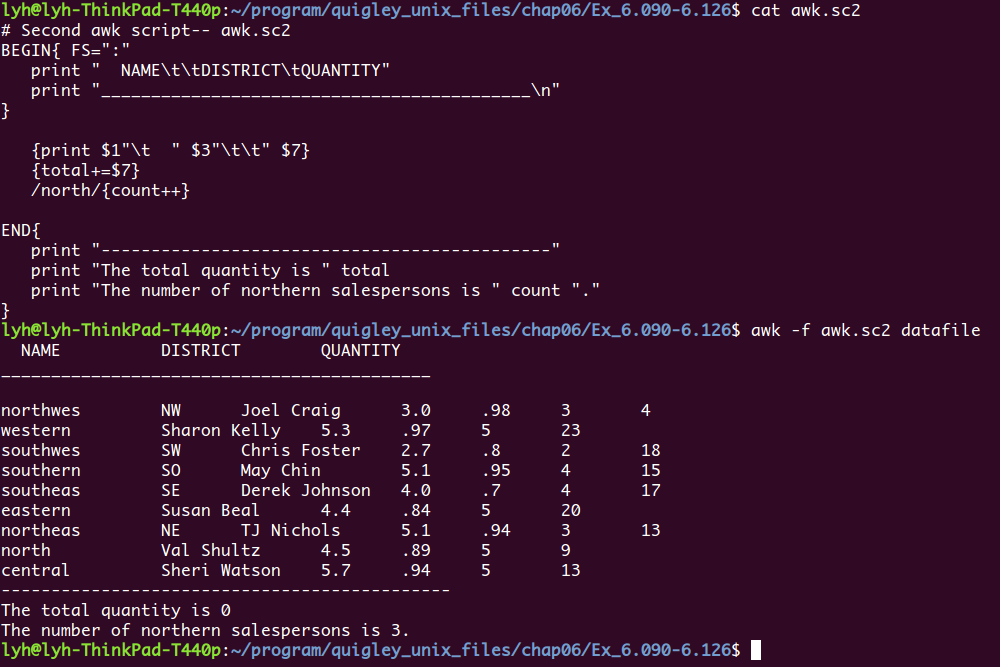 lyh@lyh-ThinkPad-T440p:~/program/quigley_unix_files/chap06/Ex_6.090-6.126$ cat awk.sc2
# Second awk script-- awk.sc2
BEGIN{ FS=":"
   print "  NAME\t\tDISTRICT\tQUANTITY"
   print "___________________________________________\n"
}

   {print $1"\t  " $3"\t\t" $7}
   {total+=$7}
   /north/{count++}

END{
   print "---------------------------------------------"
   print "The total quantity is " total
   print "The number of northern salespersons is " count "."
}
lyh@lyh-ThinkPad-T440p:~/program/quigley_unix_files/chap06/Ex_6.090-6.126$ awk -f awk.sc2 datafile
  NAME          DISTRICT        QUANTITY
___________________________________________

northwes        NW      Joel Craig      3.0     .98     3       4
western         Sharon Kelly    5.3     .97     5       23
southwes        SW      Chris Foster    2.7     .8      2       18
southern        SO      May Chin        5.1     .95     4       15
southeas        SE      Derek Johnson   4.0     .7      4       17
eastern         Susan Beal      4.4     .84     5       20
northeas        NE      TJ Nichols      5.1     .94     3       13
north           Val Shultz      4.5     .89     5       9
central         Sheri Watson    5.7     .94     5       13
---------------------------------------------
The total quantity is 0
The number of northern salespersons is 3.
lyh@lyh-ThinkPad-T440p:~/program/quigley_unix_files/chap06/Ex_6.090-6.126$